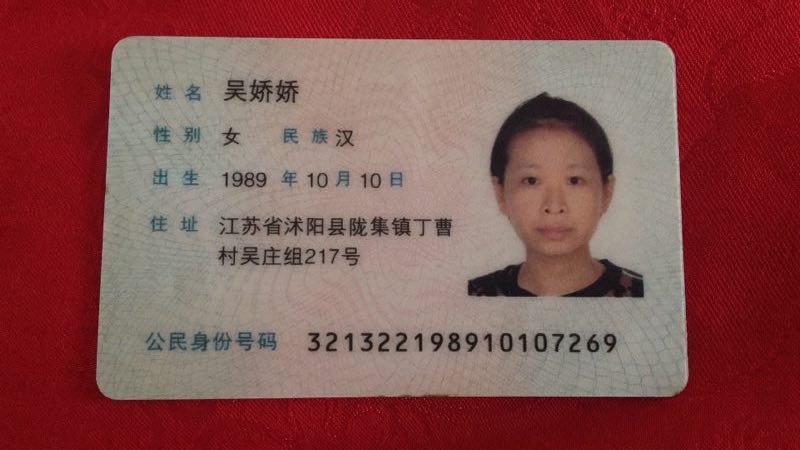 姓名 吴娇娇
性别 女 民族 汉
出生 1989 年 10 月 10 日
住址 江苏省沭阳县陇集镇丁曹
村吴庄组217号
公民身份号码 321322198910107269